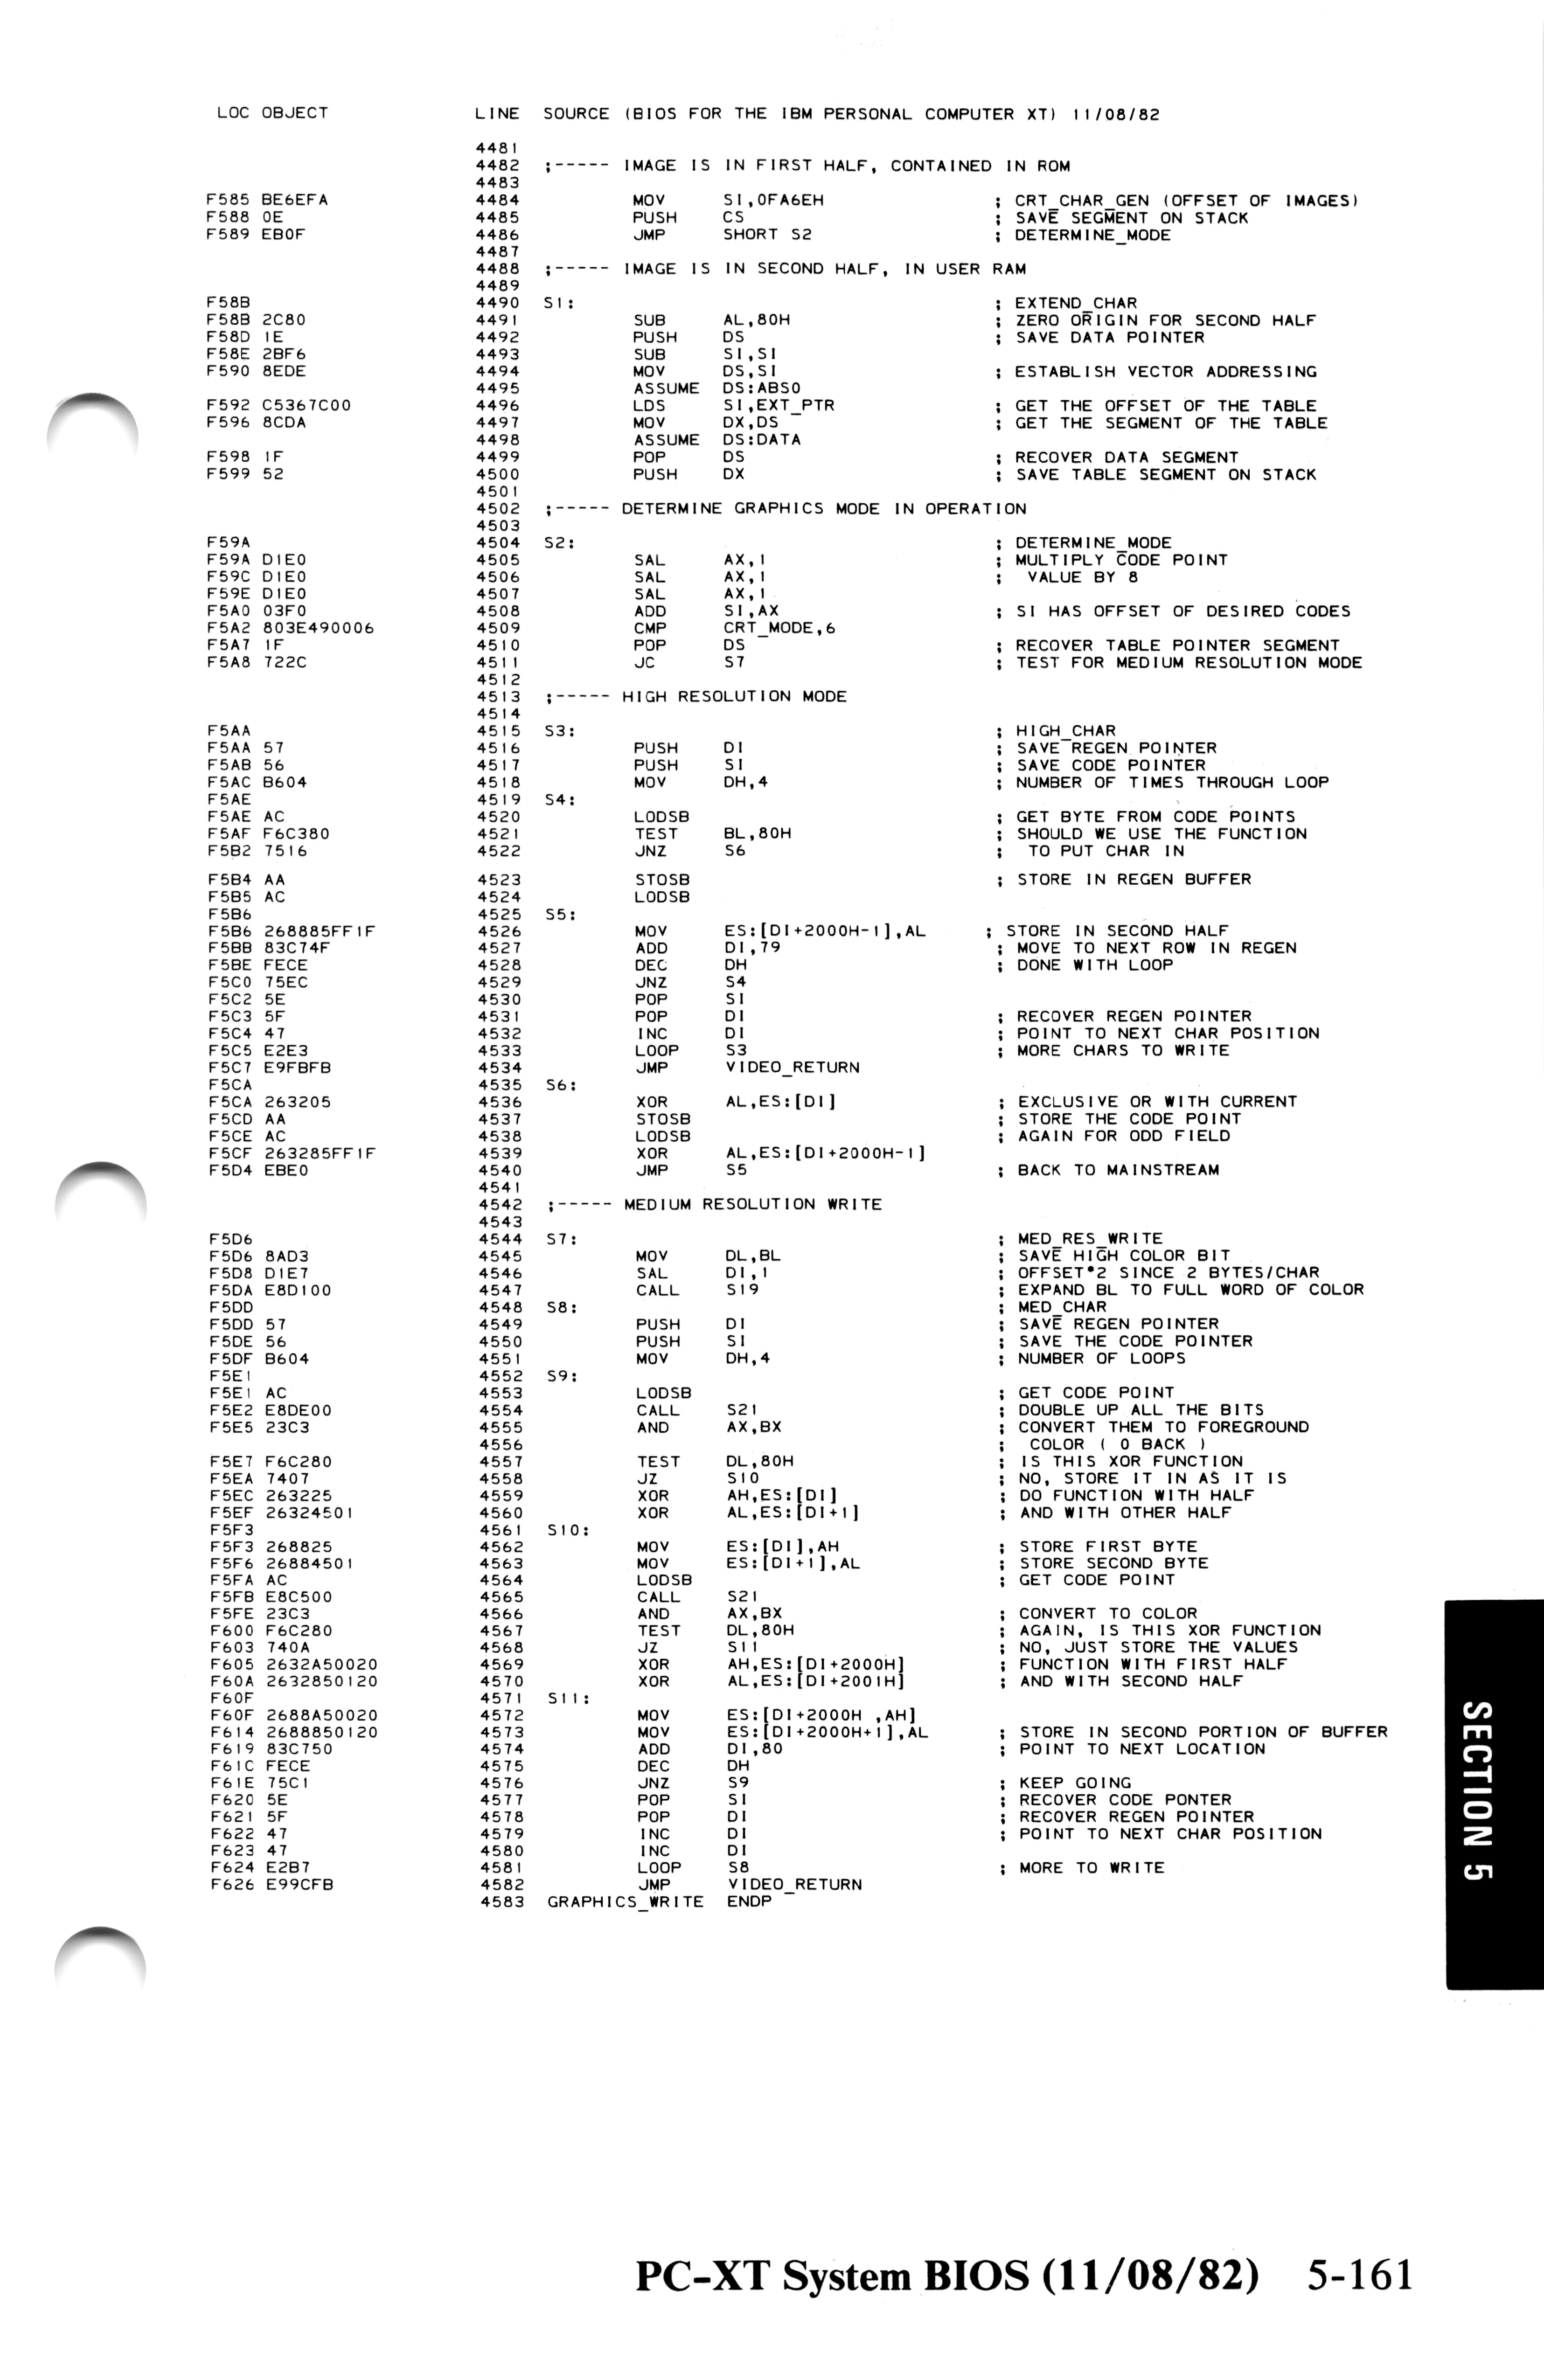 LOC OBJECT LINE SOURCE (BIOS FOR THE IBM PERSONAL COMPUTER XT) 11/08/82
4481
4482 ;----- IMAGE IS IN FIRST HALF, CONTAINED IN ROM
4483
F585 BE6EFA 4484 MOV SI,0FA6EH ; CRT_CHAR_GEN (OFFSET OF IMAGES)
F588 0E 4485 PUSH CS ; SAVE SEGMENT ON STACK
F589 EB0F 4486 JMP SHORT S2 ; DETERMINE_MODE
4487
4488 ;----- IMAGE IS IN SECOND HALF, IN USER RAM
4489
F58B 4490 S1: ; EXTEND_CHAR
F58B 2C80 4491 SUB AL,80H ; ZERO ORIGIN FOR SECOND HALF
F58D 1E 4492 PUSH DS ; SAVE DATA POINTER
F58E 2BF6 4493 SUB SI,SI
F590 8EDE 4494 MOV DS,SI ; ESTABLISH VECTOR ADDRESSING
4495 ASSUME DS:ABS0
F592 C5367C00 4496 LDS SI,EXT_PTR ; GET THE OFFSET OF THE TABLE
F596 8CDA 4497 MOV DX,DS ; GET THE SEGMENT OF THE TABLE
4498 ASSUME DS:DATA
F598 1F 4499 POP DS ; RECOVER DATA SEGMENT
F599 52 4500 PUSH DX ; SAVE TABLE SEGMENT ON STACK
4501
4502 ;----- DETERMINE GRAPHICS MODE IN OPERATION
4503
F59A 4504 S2: ; DETERMINE_MODE
F59A D1E0 4505 SAL AX,1 ; MULTIPLY CODE POINT
F59C D1E0 4506 SAL AX,1 ; VALUE BY 8
F59E D1E0 4507 SAL AX,1
F5A0 03F0 4508 ADD SI,AX ; SI HAS OFFSET OF DESIRED CODES
F5A2 803E490006 4509 CMP CRT_MODE,6
F5A7 1F 4510 POP DS ; RECOVER TABLE POINTER SEGMENT
F5A8 722C 4511 JC S7 ; TEST FOR MEDIUM RESOLUTION MODE
4512
4513 ;----- HIGH RESOLUTION MODE
4514
F5AA 4515 S3: ; HIGH_CHAR
F5AA 57 4516 PUSH DI ; SAVE REGEN POINTER
F5AB 56 4517 PUSH SI ; SAVE CODE POINTER
F5AC B604 4518 MOV DH,4 ; NUMBER OF TIMES THROUGH LOOP
F5AE 4519 S4:
F5AE AC 4520 LODSB ; GET BYTE FROM CODE POINTS
F5AF F6C380 4521 TEST BL,80H ; SHOULD WE USE THE FUNCTION
F5B2 7516 4522 JNZ S6 ; TO PUT CHAR IN
F5B4 AA 4523 STOSB ; STORE IN REGEN BUFFER
F5B5 AC 4524 LODSB
F5B6 4525 S5:
F5B6 268885FF1F 4526 MOV ES:[DI+2000H-1],AL ; STORE IN SECOND HALF
F5BB 83C74F 4527 ADD DI,79 ; MOVE TO NEXT ROW IN REGEN
F5BE FECE 4528 DEC DH ; DONE WITH LOOP
F5C0 75EC 4529 JNZ S4
F5C2 5E 4530 POP SI
F5C3 5F 4531 POP DI ; RECOVER REGEN POINTER
F5C4 47 4532 INC DI ; POINT TO NEXT CHAR POSITION
F5C5 E2E3 4533 LOOP S3 ; MORE CHARS TO WRITE
F5C7 E9FBFB 4534 JMP VIDEO_RETURN
F5CA 4535 S6:
F5CA 263205 4536 XOR AL,ES:[DI] ; EXCLUSIVE OR WITH CURRENT
F5CD AA 4537 STOSB ; STORE THE CODE POINT
F5CE AC 4538 LODSB ; AGAIN FOR ODD FIELD
F5CF 263285FF1F 4539 XOR AL,ES:[DI+2000H-1]
F5D4 EBE0 4540 JMP S5 ; BACK TO MAINSTREAM
4541
4542 ;----- MEDIUM RESOLUTION WRITE
4543
F5D6 4544 S7: ; MED_RES_WRITE
F5D6 8AD3 4545 MOV DL,BL ; SAVE HIGH COLOR BIT
F5D8 D1E7 4546 SAL DI,1 ; OFFSET*2 SINCE 2 BYTES/CHAR
F5DA E8D100 4547 CALL S19 ; EXPAND BL TO FULL WORD OF COLOR
F5DD 4548 S8: ; MED_CHAR
F5DD 57 4549 PUSH DI ; SAVE REGEN POINTER
F5DE 56 4550 PUSH SI ; SAVE THE CODE POINTER
F5DF B604 4551 MOV DH,4 ; NUMBER OF LOOPS
F5E1 4552 S9:
F5E1 AC 4553 LODSB ; GET CODE POINT
F5E2 E8DE00 4554 CALL S21 ; DOUBLE UP ALL THE BITS
F5E5 23C3 4555 AND AX,BX ; CONVERT THEM TO FOREGROUND
4556 ; COLOR ( 0 BACK )
F5E7 F6C280 4557 TEST DL,80H ; IS THIS XOR FUNCTION
F5EA 7407 4558 JZ S10 ; NO, STORE IT IN AS IT IS
F5EC 263225 4559 XOR AH,ES:[DI] ; DO FUNCTION WITH HALF
F5EF 26324501 4560 XOR AL,ES:[DI+1] ; AND WITH OTHER HALF
F5F3 4561 S10:
F5F3 268825 4562 MOV ES:[DI],AH ; STORE FIRST BYTE
F5F6 26884501 4563 MOV ES:[DI+1],AL ; STORE SECOND BYTE
F5FA AC 4564 LODSB ; GET CODE POINT
F5FB E8C500 4565 CALL S21
F5FE 23C3 4566 AND AX,BX ; CONVERT TO COLOR
F600 F6C280 4567 TEST DL,80H ; AGAIN, IS THIS XOR FUNCTION
F603 740A 4568 JZ S11 ; NO, JUST STORE THE VALUES
F605 2632A50020 4569 XOR AH,ES:[DI+2000H] ; FUNCTION WITH FIRST HALF
F60A 2632850120 4570 XOR AL,ES:[DI+2001H] ; AND WITH SECOND HALF
F60F 4571 S11:
F60F 2688A50020 4572 MOV ES:[DI+2000H ,AH]
F614 2688850120 4573 MOV ES:[DI+2000H+1],AL ; STORE IN SECOND PORTION OF BUFFER
F619 83C750 4574 ADD DI,80 ; POINT TO NEXT LOCATION
F61C FECE 4575 DEC DH
F61E 75C1 4576 JNZ S9 ; KEEP GOING
F620 5E 4577 POP SI ; RECOVER CODE PONTER
F621 5F 4578 POP DI ; RECOVER REGEN POINTER
F622 47 4579 INC DI ; POINT TO NEXT CHAR POSITION
F623 47 4580 INC DI
F624 E2B7 4581 LOOP S8 ; MORE TO WRITE
F626 E99CFB 4582 JMP VIDEO_RETURN
4583 GRAPHICS_WRITE ENDP
SECTION 5
PC-XT System BIOS (11/08/82) 5-161